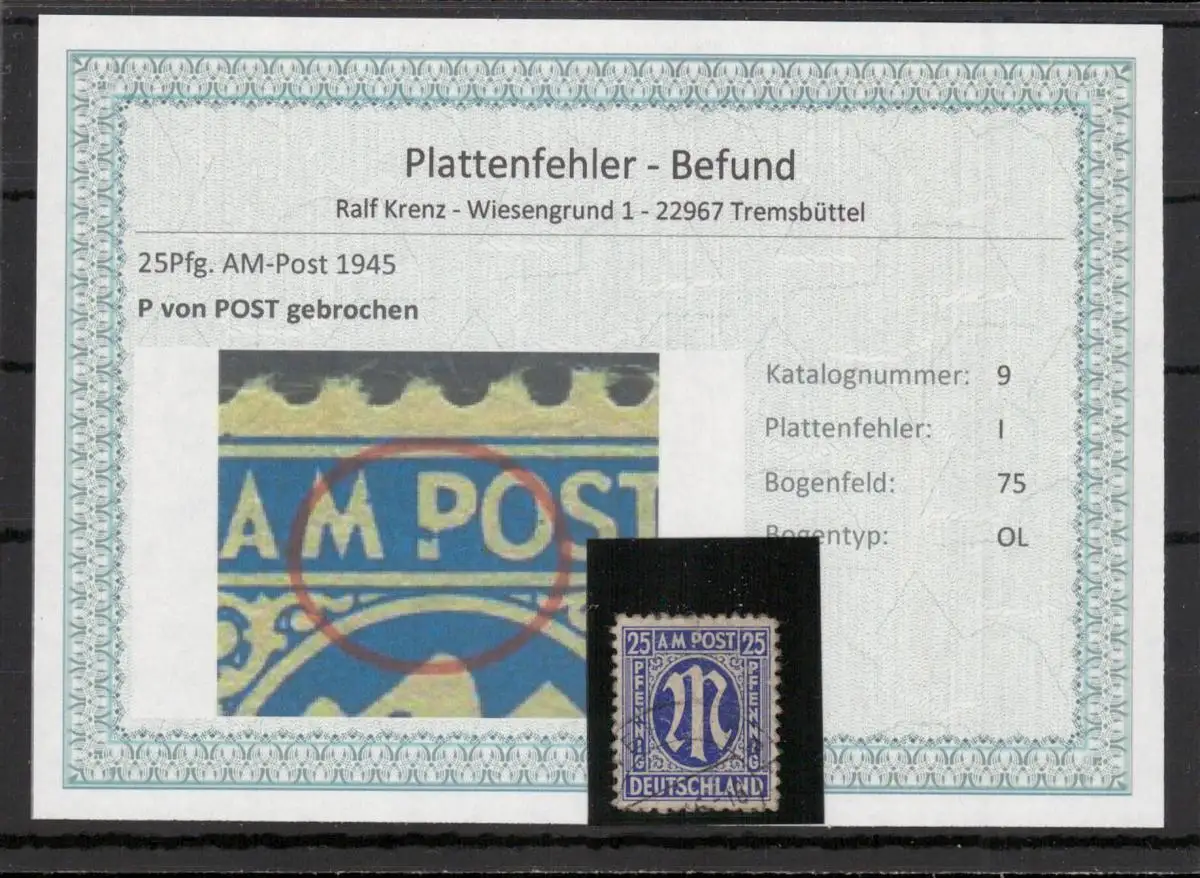 Plattenfehler - Befund
Ralf Krenz - Wiesengrund 1 - 22967 Tremsbüttel
25Pfg. AM-Post 1945
P von POST gebrochen
Katalognummer: 9
Plattenfehler: I
Bogenfeld: 75
Bogentyp: OL
AM POST
25 AM POST 25
PFENNIG
M
PFENNIG
DEUTSCHLAND